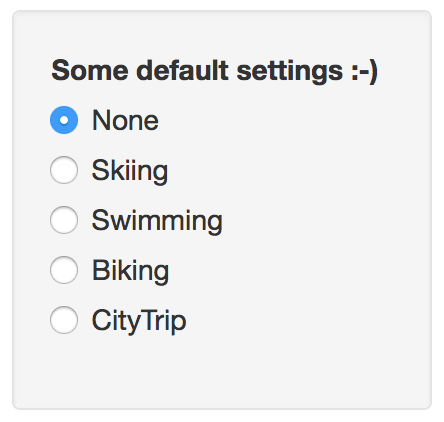 Some default settings :-)
None
Skiing
Swimming
Biking
CityTrip